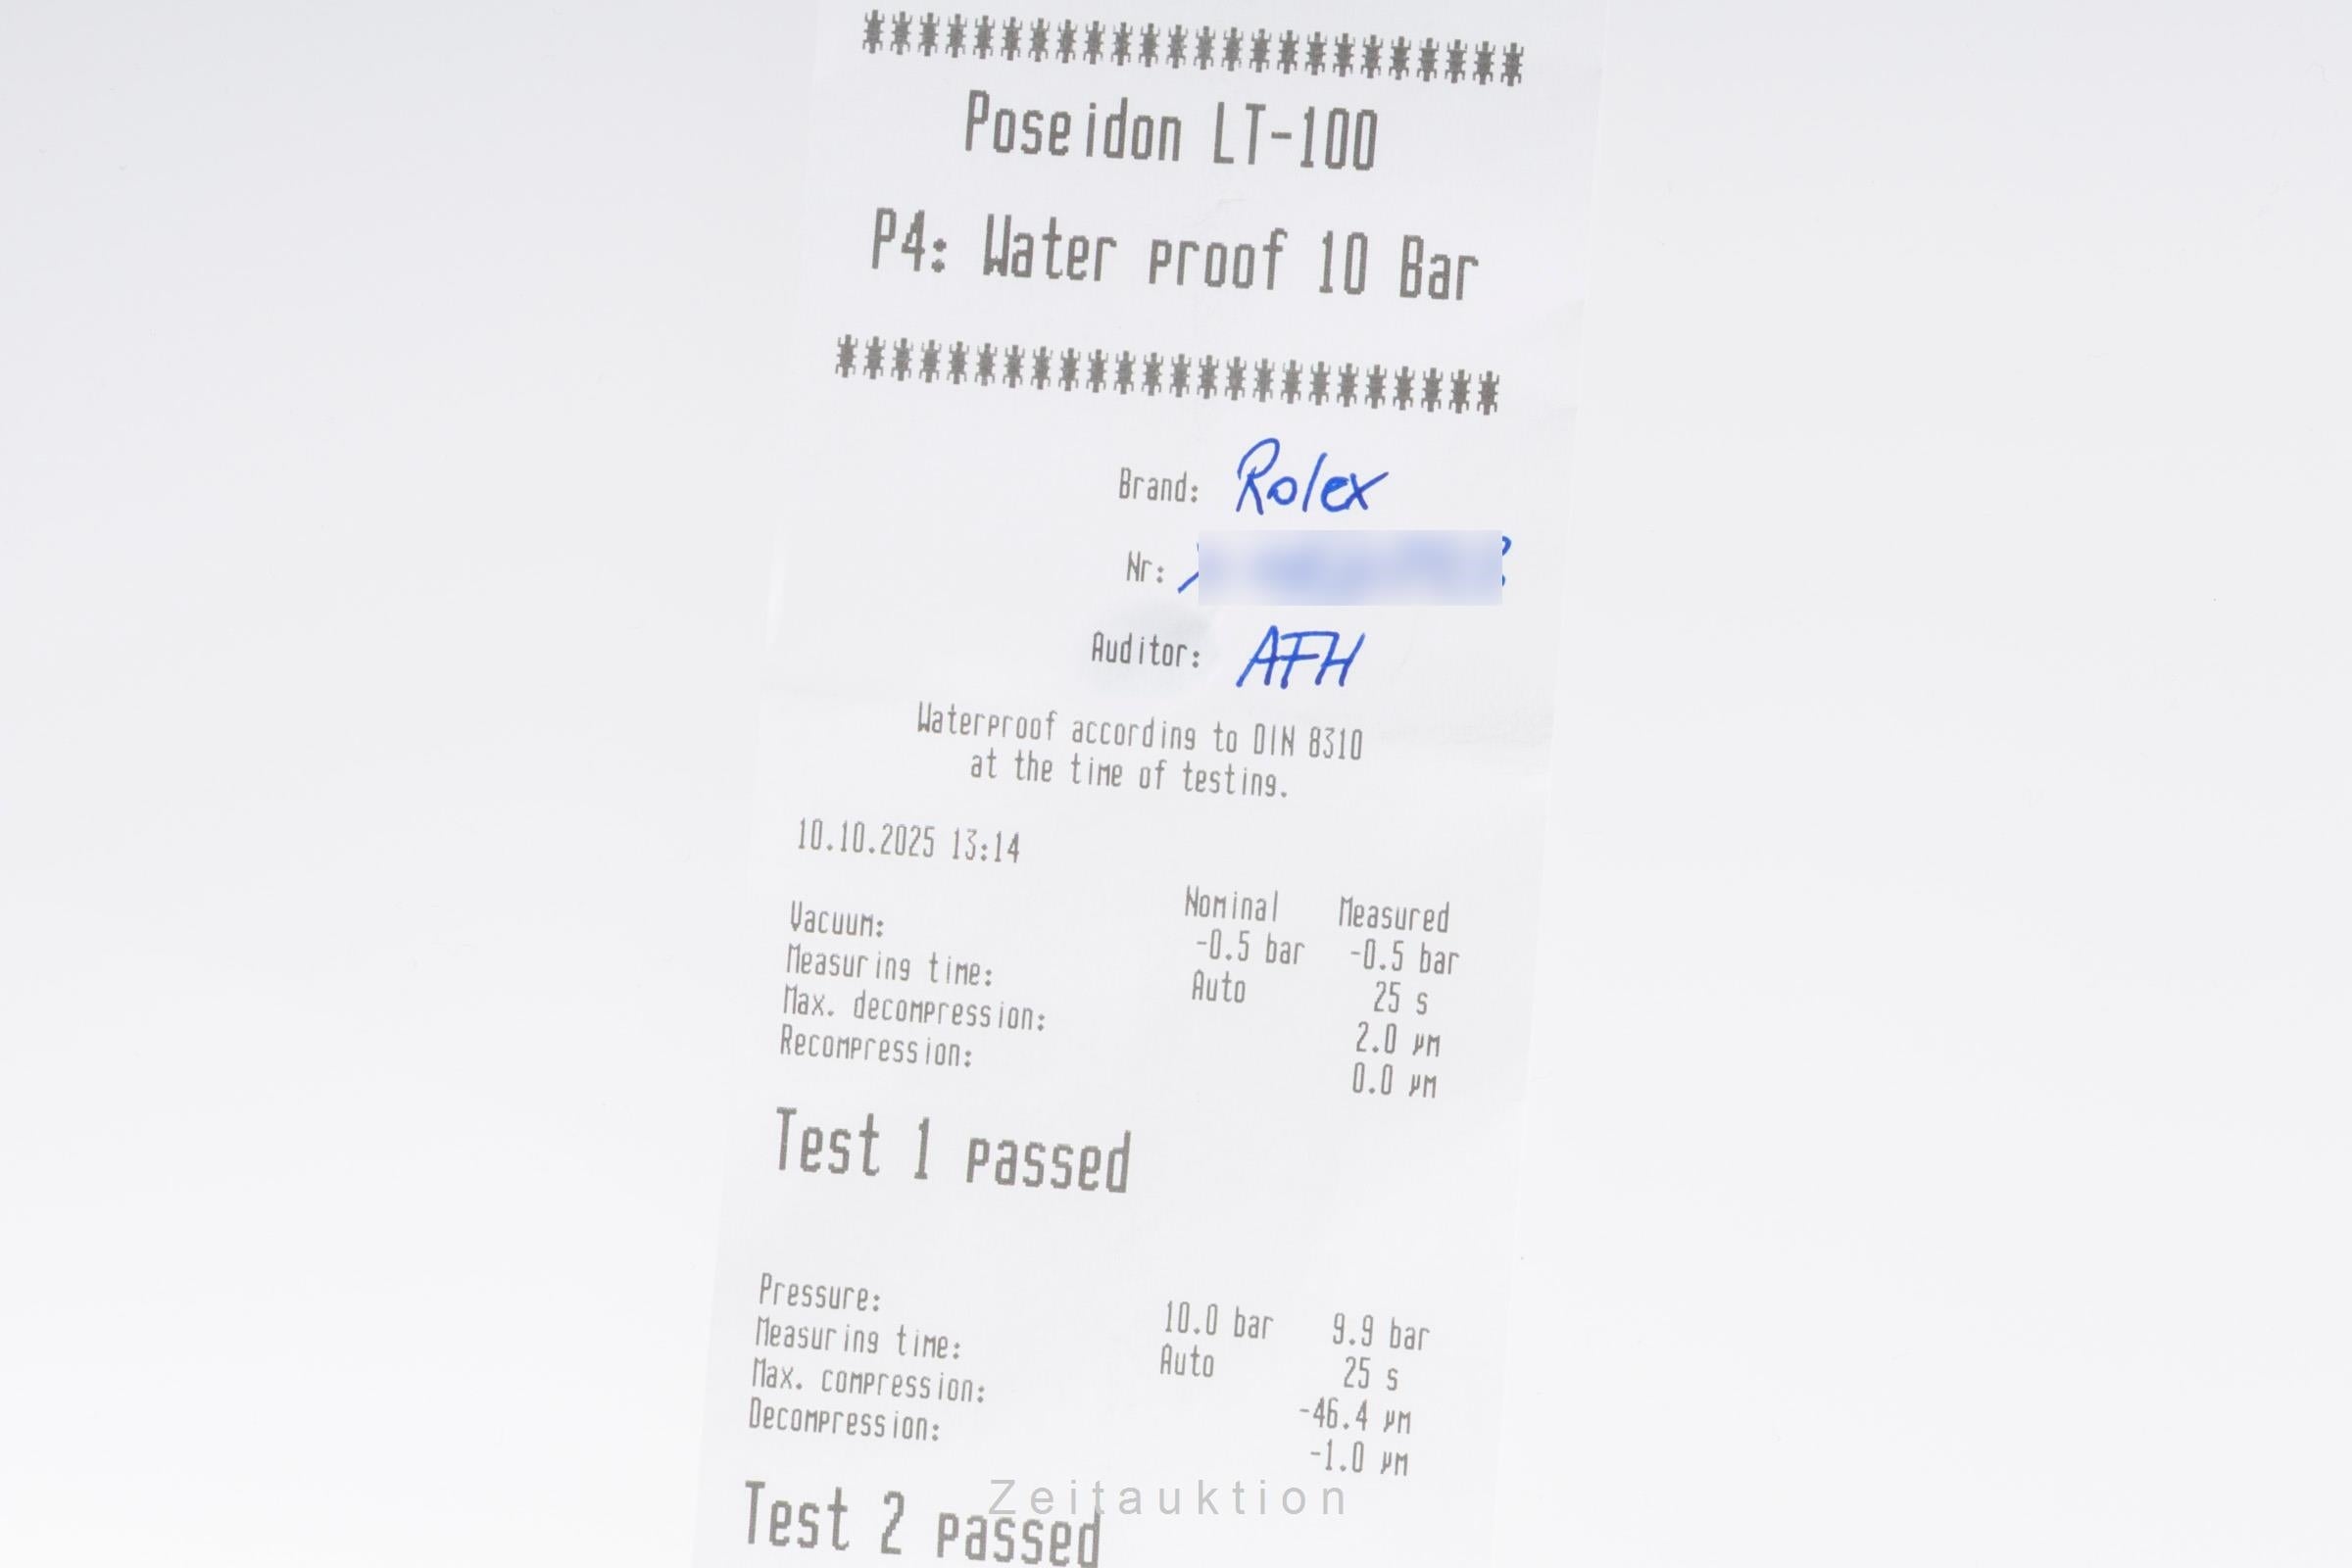 ************************
Poseidon LT-100
P4: Water proof 10 Bar
************************
Brand: Rolex
Nr:
Auditor: AFH
Waterproof according to DIN 8310
at the time of testing.
10.10.2025 13:14
Nominal Measured
Vacuum: -0.5 bar -0.5 bar
Measuring time: Auto 25 s
Max. decompression: 2.0 µm
Recompression: 0.0 µm
Test 1 passed
Pressure: 10.0 bar 9.9 bar
Measuring time: Auto 25 s
Max. compression: -46.4 µm
Decompression: -1.0 µm
Test 2 passed
Zeitauktion